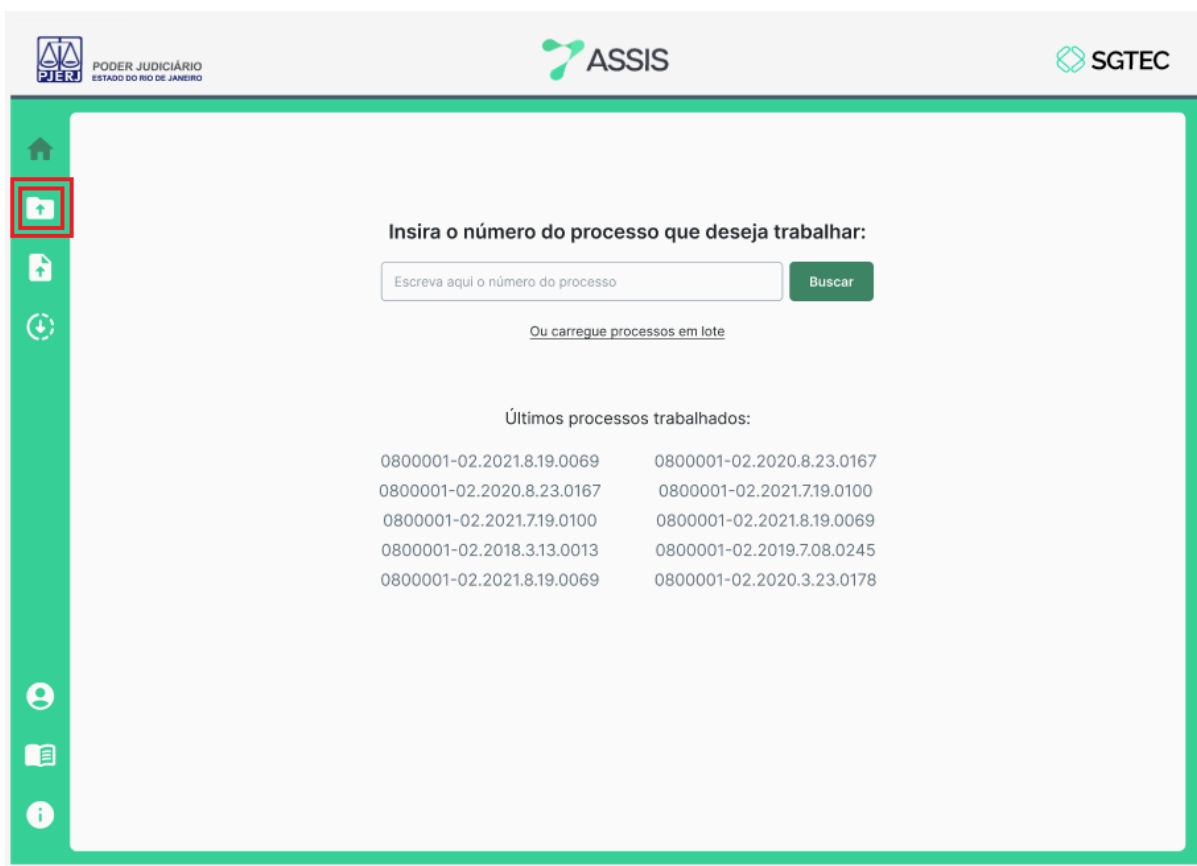 PJERJ
PODER JUDICIÁRIO
ESTADO DO RIO DE JANEIRO
ASSIS
SGTEC
Insira o número do processo que deseja trabalhar:
Escreva aqui o número do processo
Buscar
Ou carregue processos em lote
Últimos processos trabalhados:
0800001-02.2021.8.19.0069 0800001-02.2020.8.23.0167
0800001-02.2020.8.23.0167 0800001-02.2021.7.19.0100
0800001-02.2021.7.19.0100 0800001-02.2021.8.19.0069
0800001-02.2018.3.13.0013 0800001-02.2019.7.08.0245
0800001-02.2021.8.19.0069 0800001-02.2020.3.23.0178